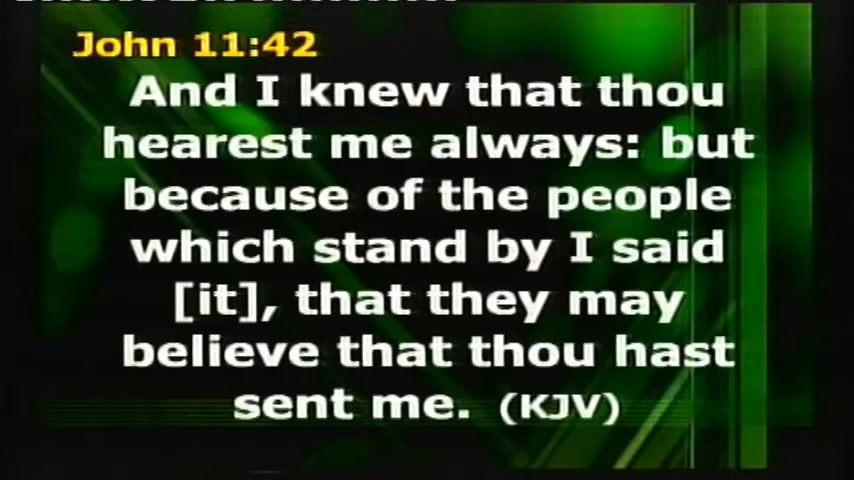 John 11:42
And I knew that thou
hearest me always: but
because of the people
which stand by I said
[it], that they may
believe that thou hast
sent me. (KJV)